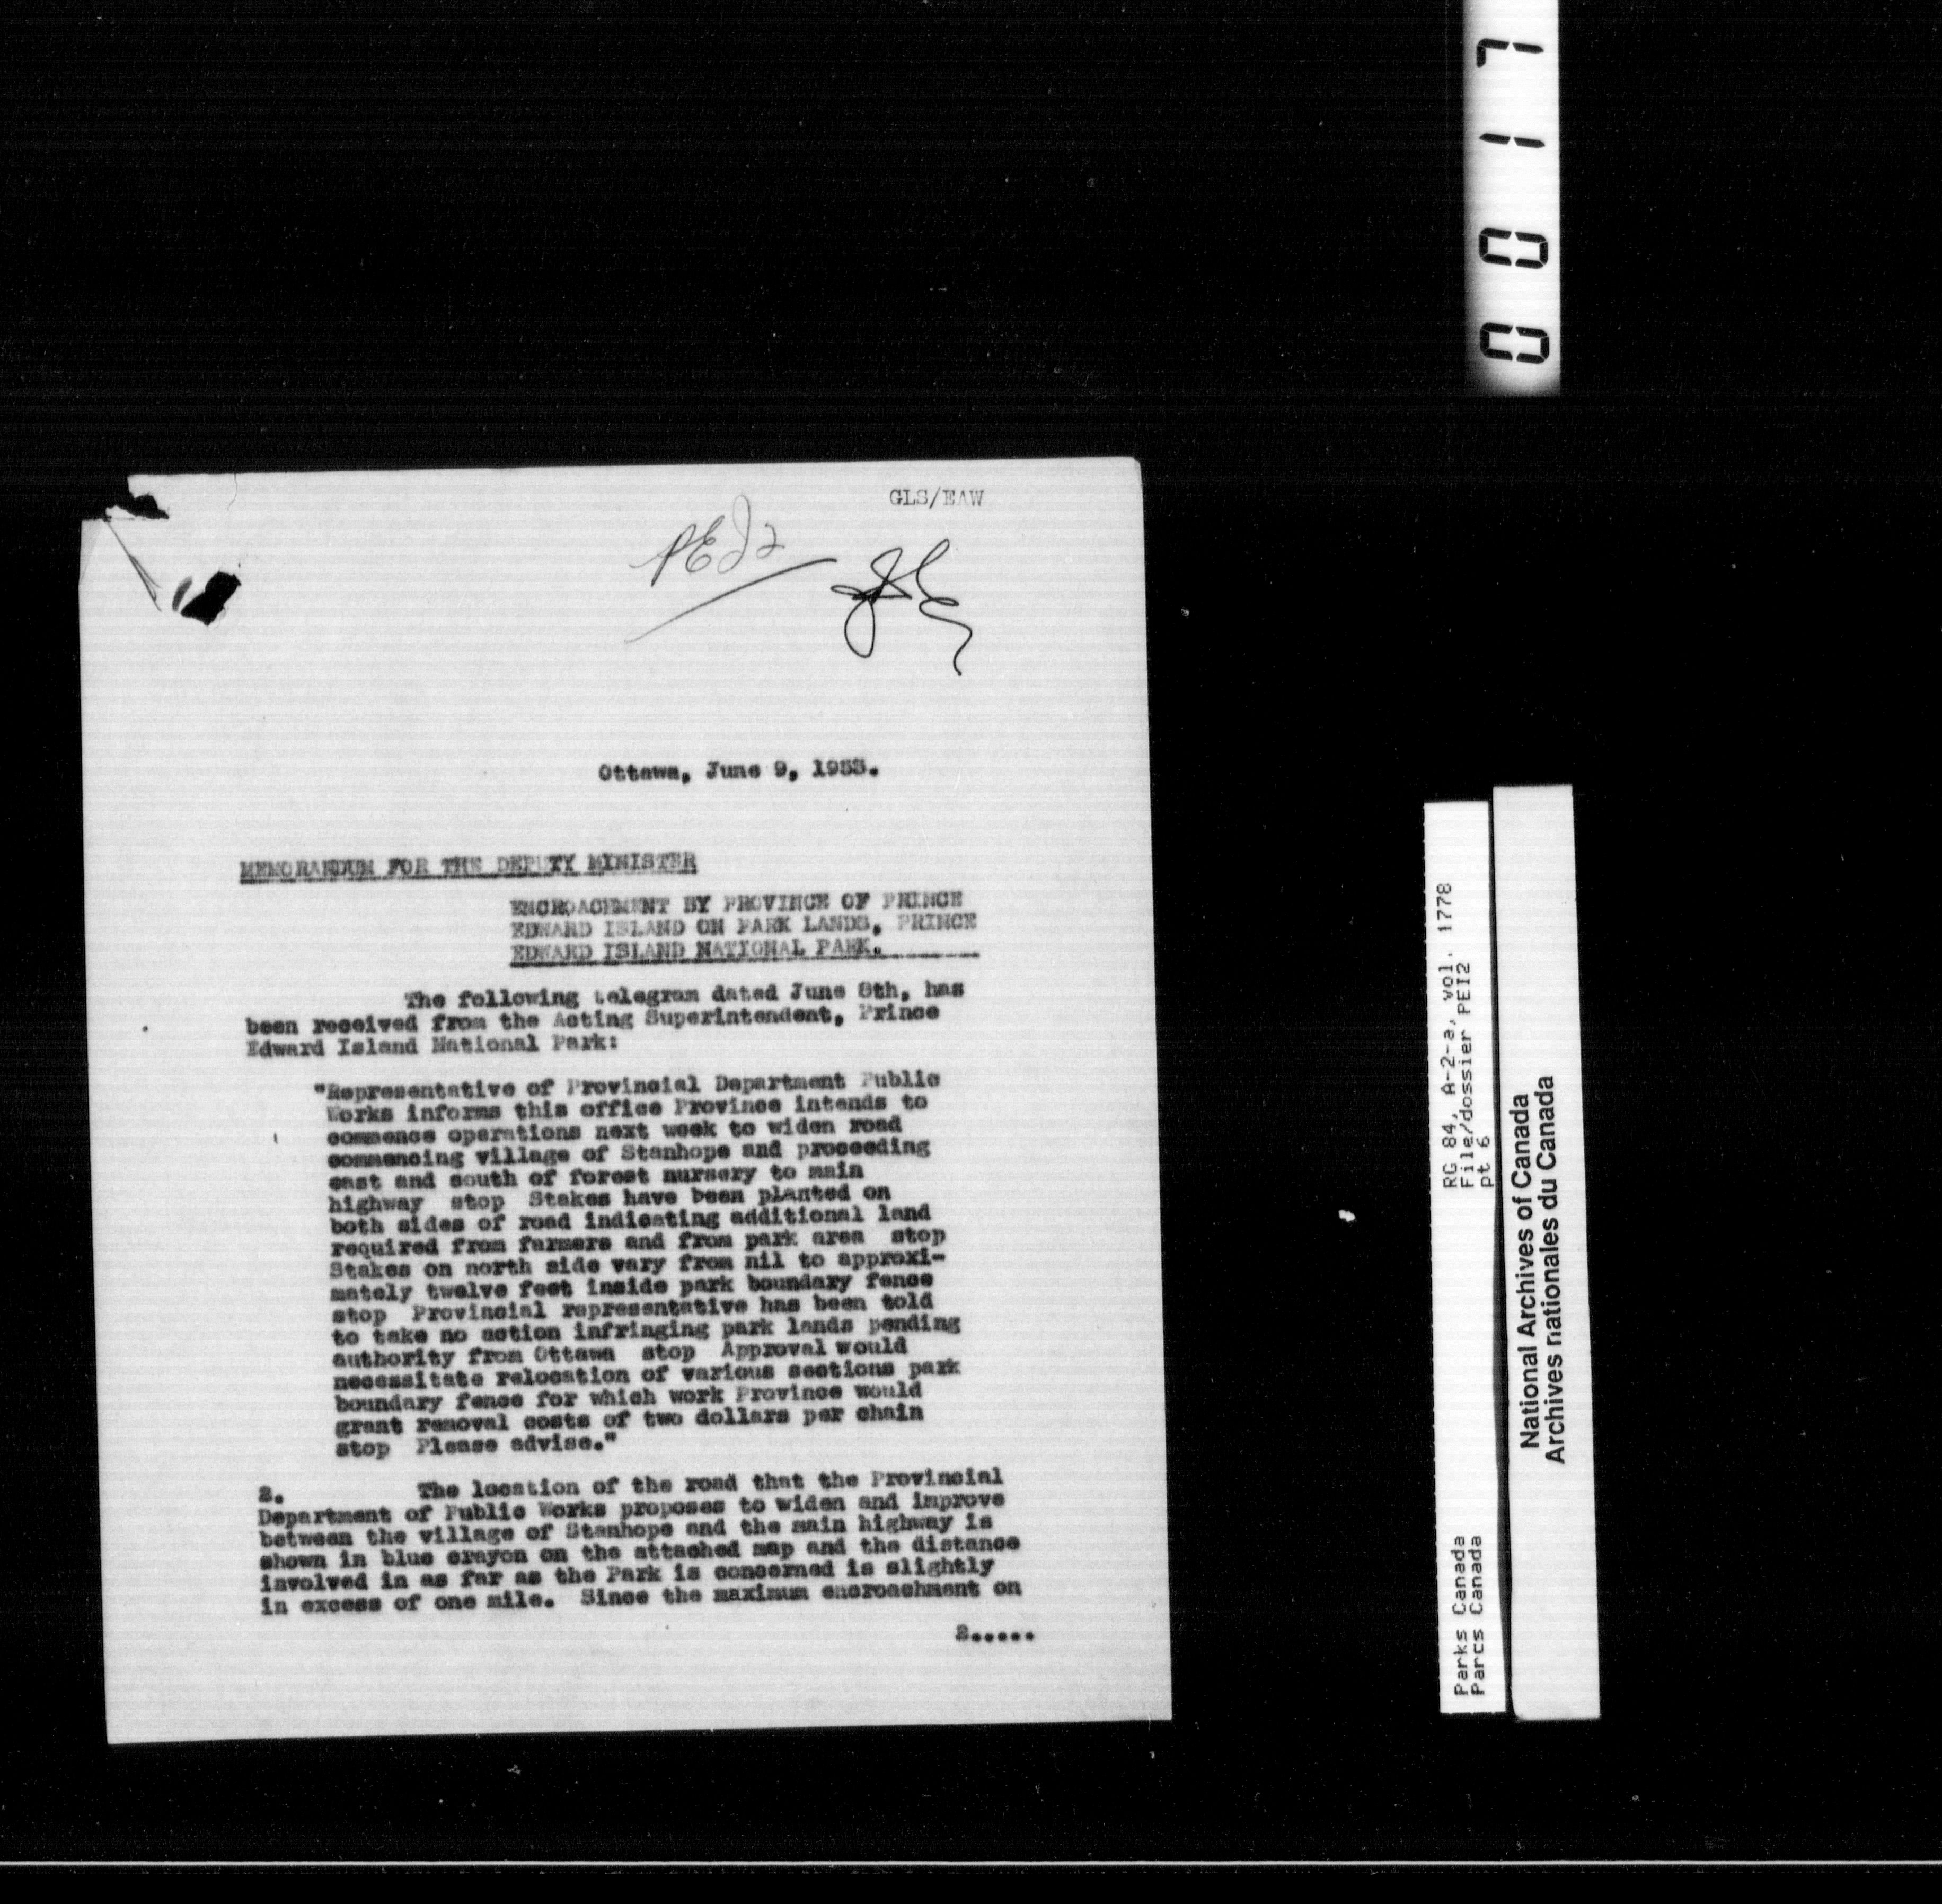 0017
GLS/EAW
PEI2
Ottawa, June 9, 1953.
MEMORANDUM FOR THE DEPUTY MINISTER
ENCROACHMENT BY PROVINCE OF PRINCE
EDWARD ISLAND ON PARK LANDS, PRINCE
EDWARD ISLAND NATIONAL PARK.
The following telegram dated June 8th, has
been received from the Acting Superintendent, Prince
Edward Island National Park:
"Representative of Provincial Department Public
Works informs this office Province intends to
commence operations next week to widen road
commencing village of Stanhope and proceeding
east and south of forest nursery to main
highway stop Stakes have been planted on
both sides of road indicating additional land
required from farmers and from park area stop
Stakes on north side vary from nil to approxi-
mately twelve feet inside park boundary fence
stop Provincial representative has been told
to take no action infringing park lands pending
authority from Ottawa stop Approval would
necessitate relocation of various sections park
boundary fence for which work Province would
grant removal costs of two dollars per chain
stop Please advise."
2. The location of the road that the Provincial
Department of Public Works proposes to widen and improve
between the village of Stanhope and the main highway is
shown in blue crayon on the attached map and the distance
involved in as far as the Park is concerned is slightly
in excess of one mile. Since the maximum encroachment on
2.....
Parks Canada RG 84, A-2-a, vol. 1778
Parcs Canada File/dossier PEI2
pt 6
National Archives of Canada
Archives nationales du Canada